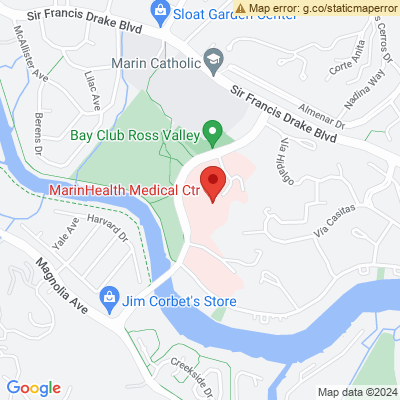 Sir Francis Drake Blvd
Sloat Garden Center
Map error: g.co/staticmaperror
McAllister Ave
Marin Catholic
Corte Anita
Cerros Dr
Lilac Ave
Nadina Way
Sir Francis Drake Blvd
Almenar Dr
Berens Dr
Bay Club Ross Valley
Via Hidalgo
MarinHealth Medical Ctr
Via Casitas
Yale Ave
Harvard Dr
Magnolia Ave
Jim Corbet's Store
Creekside Dr
Google
Map data ©2024